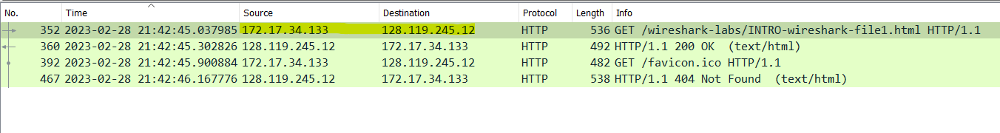 No. Time Source Destination Protocol Length Info
352 2023-02-28 21:42:45.037985 172.17.34.133 128.119.245.12 HTTP 536 GET /wireshark-labs/INTRO-wireshark-file1.html HTTP/1.1
360 2023-02-28 21:42:45.302826 128.119.245.12 172.17.34.133 HTTP 492 HTTP/1.1 200 OK (text/html)
392 2023-02-28 21:42:45.900884 172.17.34.133 128.119.245.12 HTTP 482 GET /favicon.ico HTTP/1.1
467 2023-02-28 21:42:46.167776 128.119.245.12 172.17.34.133 HTTP 538 HTTP/1.1 404 Not Found (text/html)